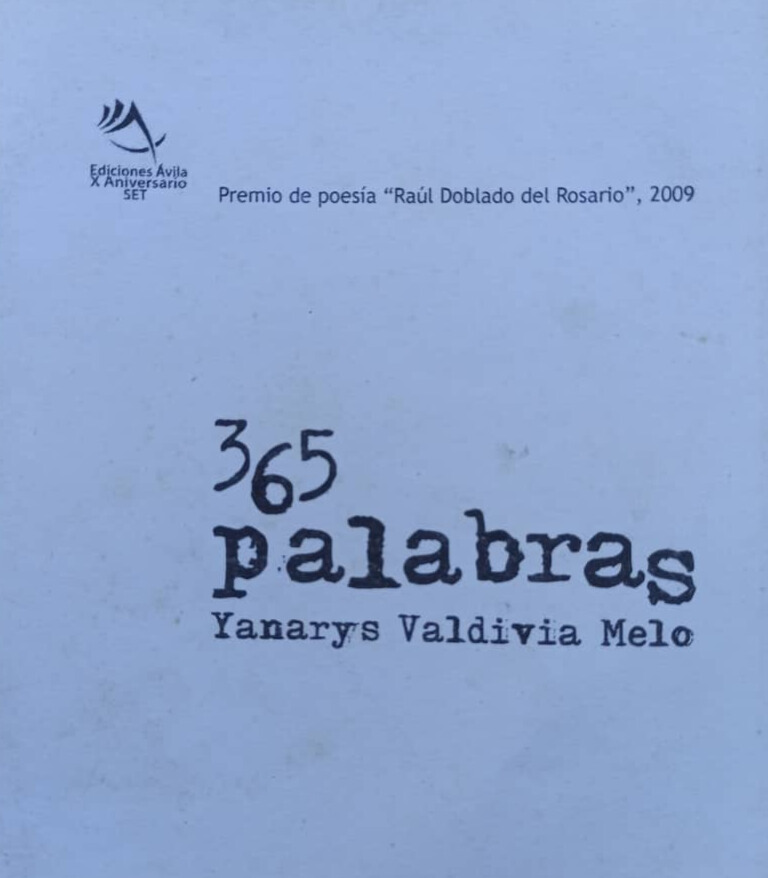 Ediciones Ávila
X Aniversario
SET
Premio de poesía “Raúl Doblado del Rosario”, 2009
365
palabras
Yanarys Valdivia Melo